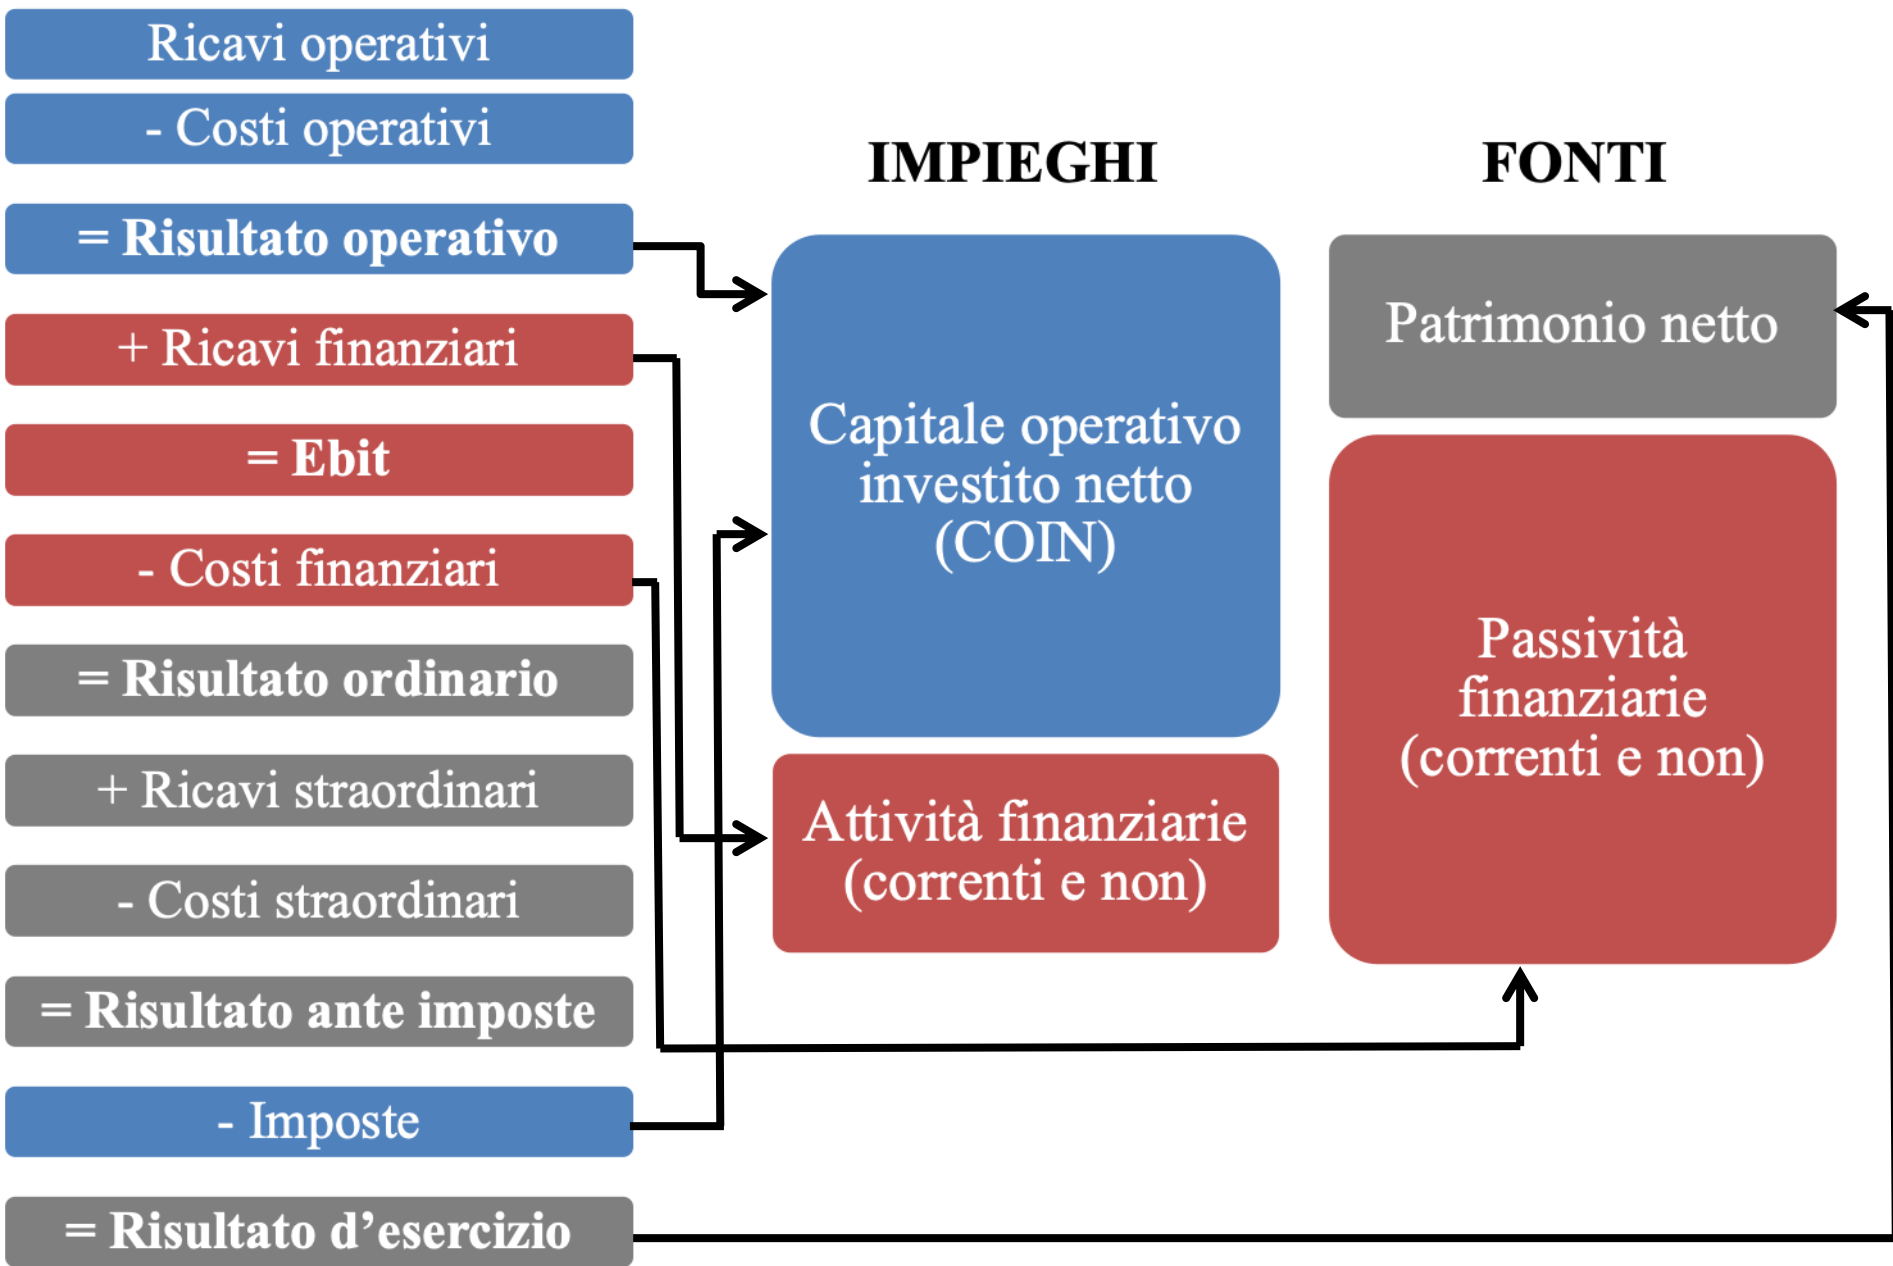 Ricavi operativi
- Costi operativi
= Risultato operativo
+ Ricavi finanziari
= Ebit
- Costi finanziari
= Risultato ordinario
+ Ricavi straordinari
- Costi straordinari
= Risultato ante imposte
- Imposte
= Risultato d’esercizio
IMPIEGHI
Capitale operativo
investito netto
(COIN)
Attività finanziarie
(correnti e non)
FONTI
Patrimonio netto
Passività
finanziarie
(correnti e non)